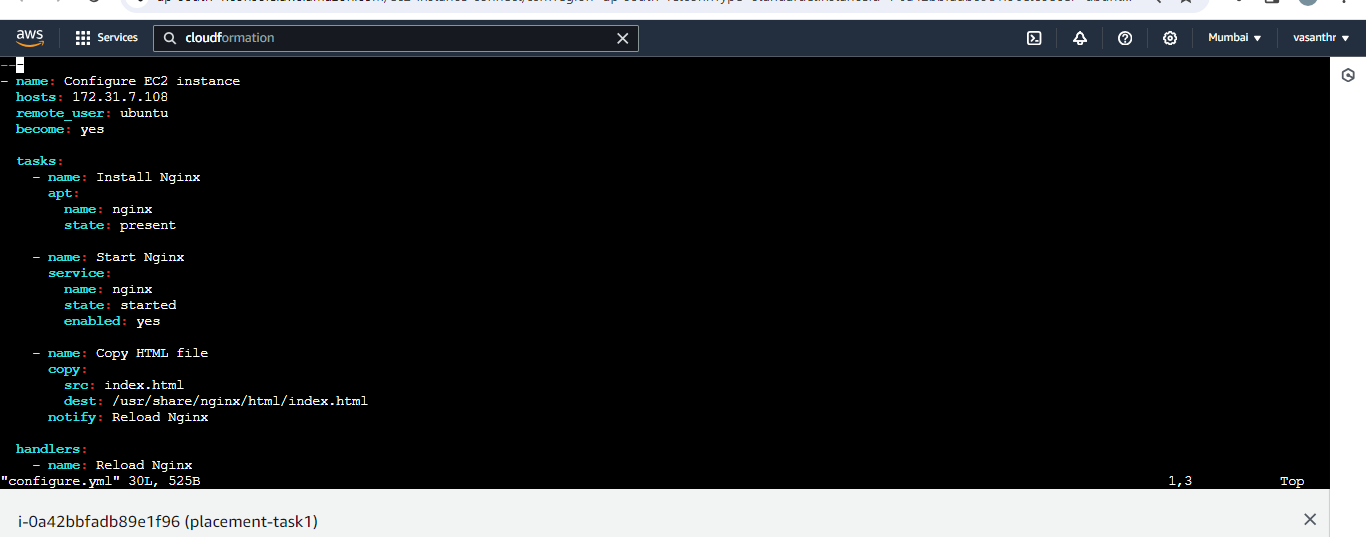 aws Services cloudformation Mumbai vasanthr
---
- name: Configure EC2 instance
  hosts: 172.31.7.108
  remote_user: ubuntu
  become: yes
  tasks:
    - name: Install Nginx
      apt:
        name: nginx
        state: present
    - name: Start Nginx
      service:
        name: nginx
        state: started
        enabled: yes
    - name: Copy HTML file
      copy:
        src: index.html
        dest: /usr/share/nginx/html/index.html
      notify: Reload Nginx
  handlers:
    - name: Reload Nginx
"configure.yml" 30L, 525B 1,3 Top
i-0a42bbfadb89e1f96 (placement-task1)